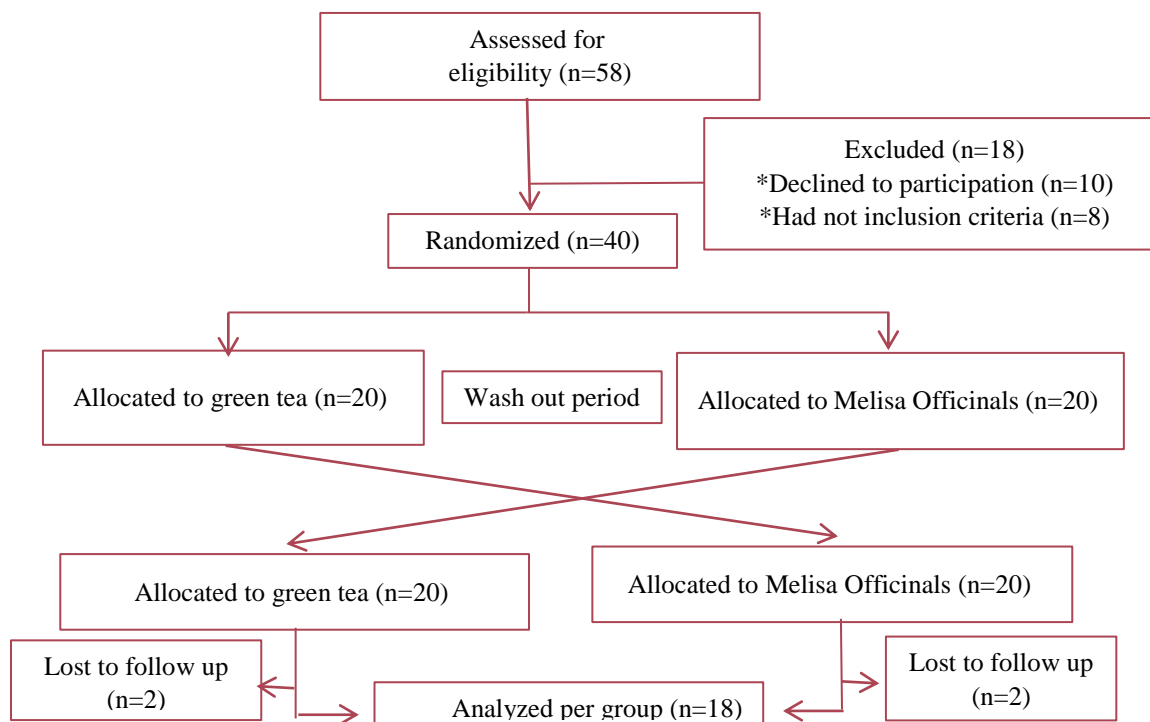 Assessed for
eligibility (n=58)
Excluded (n=18)
*Declined to participation (n=10)
*Had not inclusion criteria (n=8)
Randomized (n=40)
Allocated to green tea (n=20)
Wash out period
Allocated to Melisa Officinals (n=20)
Allocated to green tea (n=20)
Allocated to Melisa Officinals (n=20)
Lost to follow up
(n=2)
Lost to follow up
(n=2)
Analyzed per group (n=18)